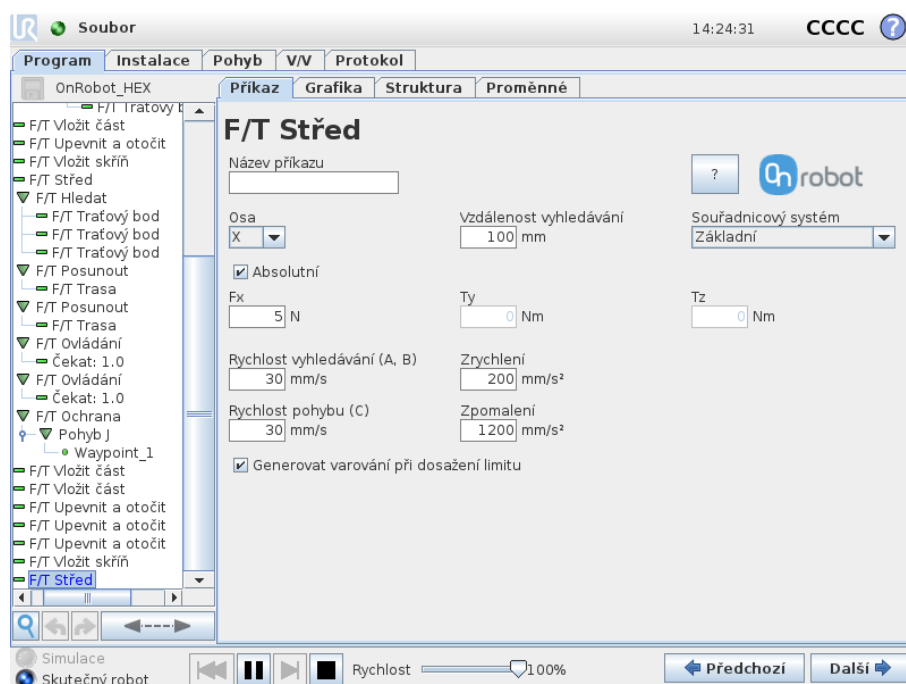 UR Soubor 14:24:31 CCCC ?
Program Instalace Pohyb V/V Protokol
OnRobot_HEX
Příkaz Grafika Struktura Proměnné
F/T Traťový b
F/T Vložit část
F/T Upevnit a otočit
F/T Vložit skříň
F/T Střed
F/T Hledat
F/T Traťový bod
F/T Traťový bod
F/T Traťový bod
F/T Posunout
F/T Trasa
F/T Posunout
F/T Trasa
F/T Ovládání
Čekat: 1.0
F/T Ovládání
Čekat: 1.0
F/T Ochrana
Pohyb J
Waypoint_1
F/T Vložit část
F/T Vložit část
F/T Upevnit a otočit
F/T Upevnit a otočit
F/T Upevnit a otočit
F/T Vložit skříň
F/T Střed
F/T Střed
Název příkazu
? On robot
Osa Vzdálenost vyhledávání Souřadnicový systém
X 100 mm Základní
Absolutní
Fx Ty Tz
5 N 0 Nm 0 Nm
Rychlost vyhledávání (A, B) Zrychlení
30 mm/s 200 mm/s²
Rychlost pohybu (C) Zpomalení
30 mm/s 1200 mm/s²
Generovat varování při dosažení limitu
Simulace
Skutečný robot
Rychlost 100%
Předchozí Další